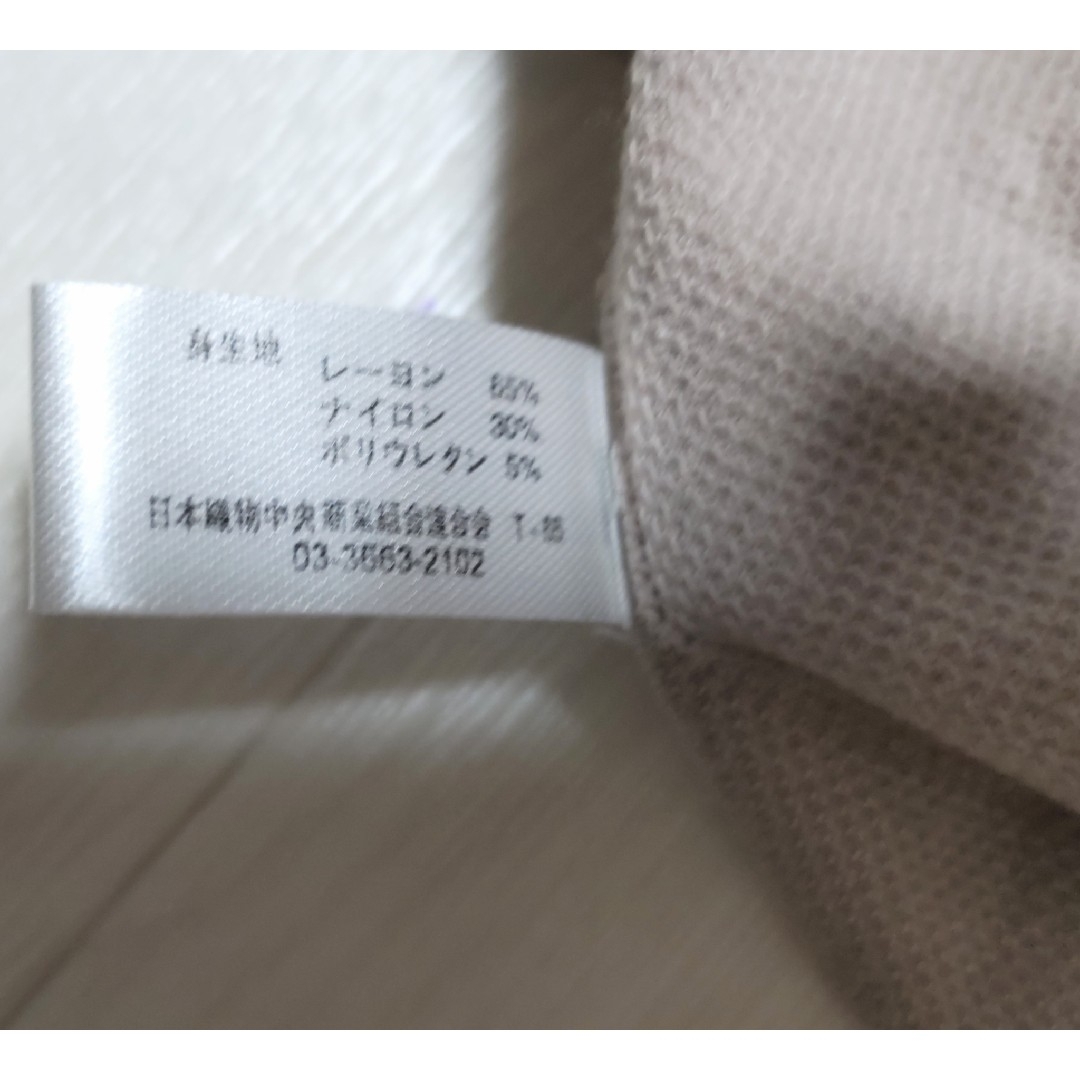 身生地 レーヨン 65%
ナイロン 30%
ポリウレタン 5%
日本織物中央卸商業組合連合会
03-3663-2102